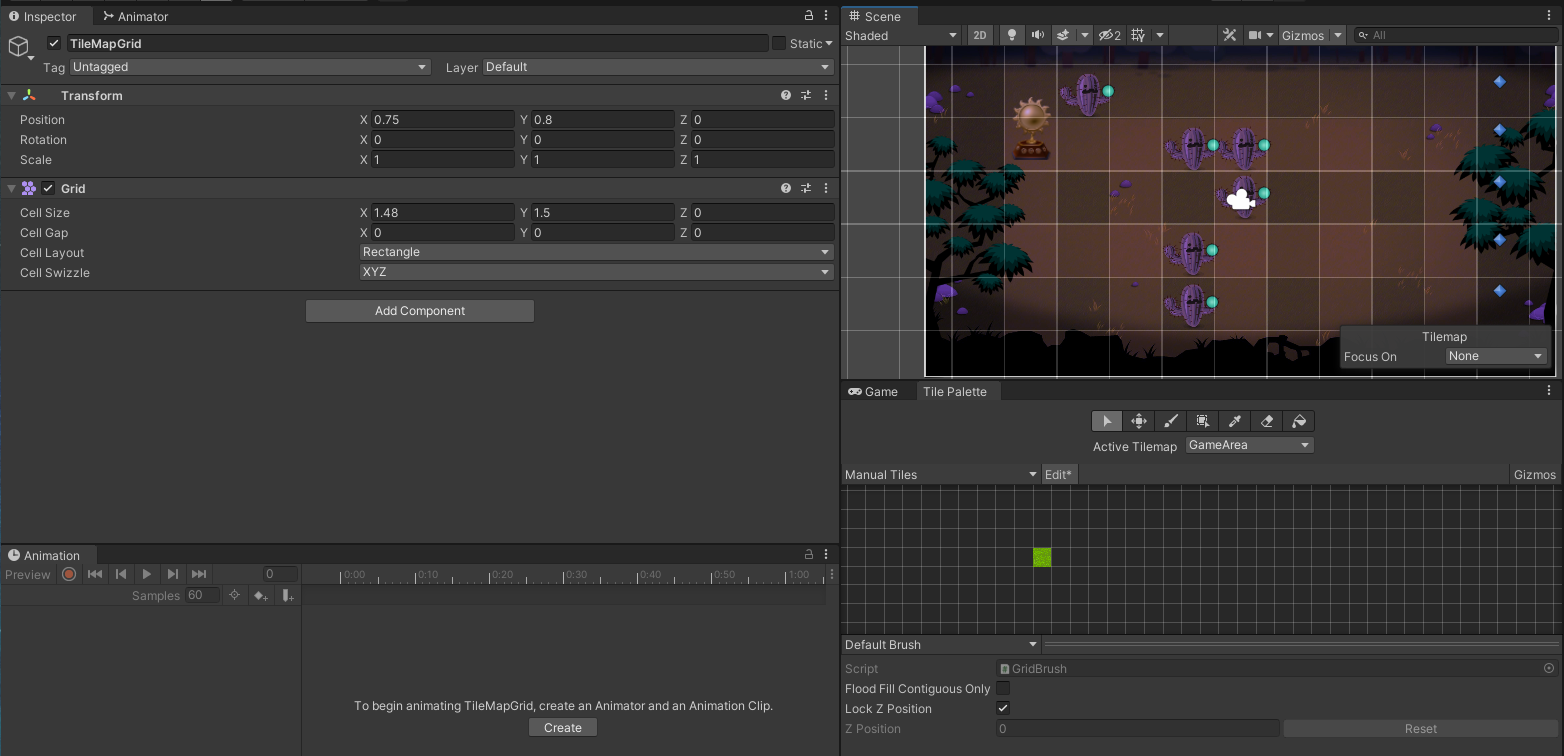 Inspector
Animator
TileMapGrid
Static
Tag
Untagged
Layer
Default
Transform
Position
X 0.75
Y 0.8
Z 0
Rotation
X 0
Y 0
Z 0
Scale
X 1
Y 1
Z 1
Grid
Cell Size
X 1.48
Y 1.5
Z 0
Cell Gap
X 0
Y 0
Z 0
Cell Layout
Rectangle
Cell Swizzle
XYZ
Add Component
Animation
Preview
0
0:00
0:10
0:20
0:30
0:40
0:50
1:00
Samples
60
To begin animating TileMapGrid, create an Animator and an Animation Clip.
Create
Scene
Shaded
2D
2
Gizmos
All
Tilemap
Focus On
None
Game
Tile Palette
Active Tilemap
GameArea
Manual Tiles
Edit*
Gizmos
Default Brush
Script
GridBrush
Flood Fill Contiguous Only
Lock Z Position
Z Position
0
Reset